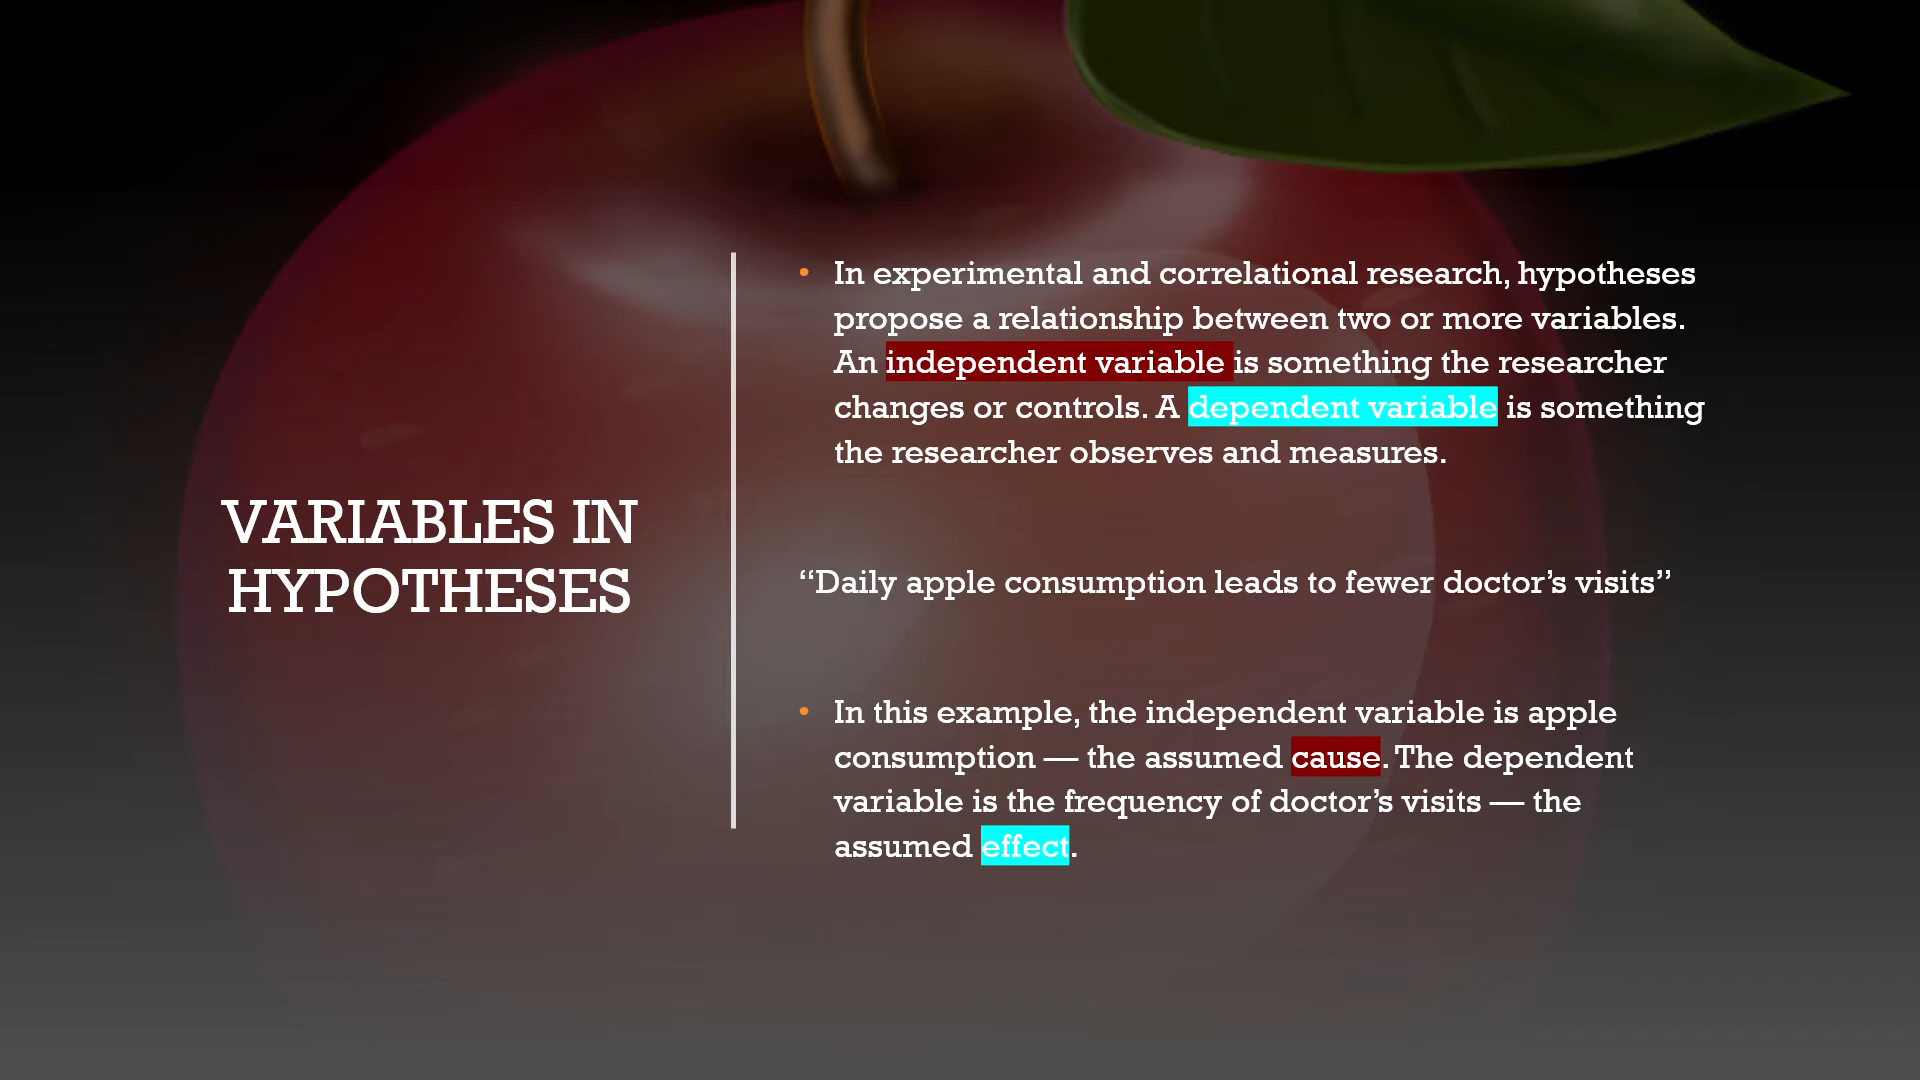 VARIABLES IN
HYPOTHESES
• In experimental and correlational research, hypotheses
propose a relationship between two or more variables.
An independent variable is something the researcher
changes or controls. A dependent variable is something
the researcher observes and measures.
“Daily apple consumption leads to fewer doctor’s visits”
• In this example, the independent variable is apple
consumption — the assumed cause. The dependent
variable is the frequency of doctor’s visits — the
assumed effect.